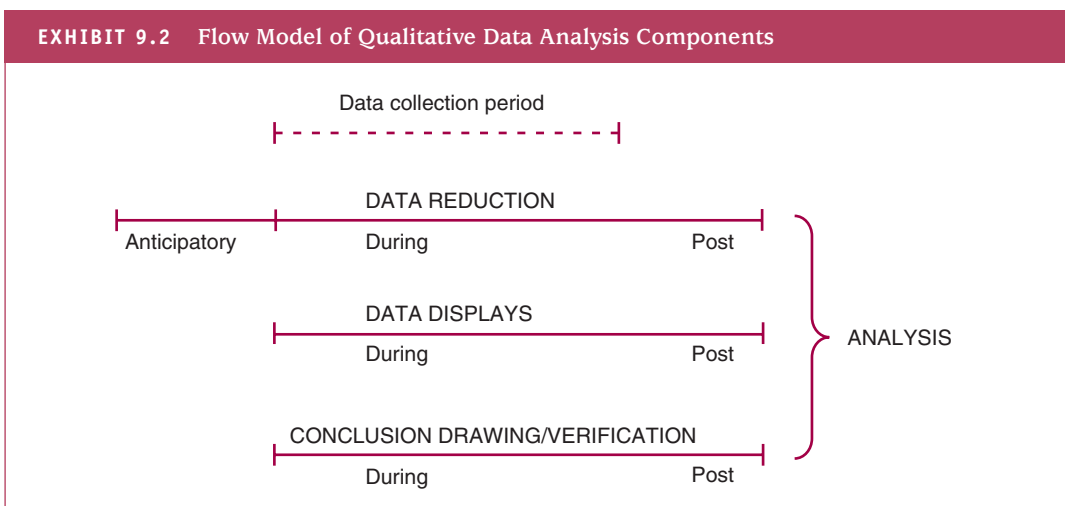 EXHIBIT 9.2 Flow Model of Qualitative Data Analysis Components
Data collection period
DATA REDUCTION
Anticipatory During Post
DATA DISPLAYS
During Post
ANALYSIS
CONCLUSION DRAWING/VERIFICATION
During Post